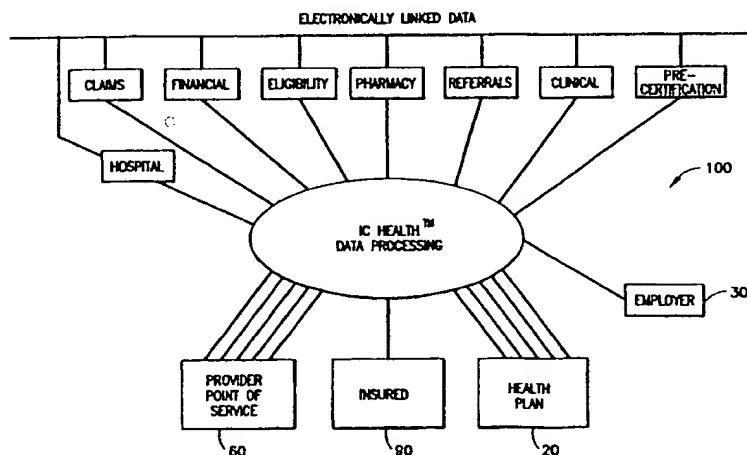 ELECTRONICALLY LINKED DATA
CLAIMS
FINANCIAL
ELIGIBILITY
PHARMACY
REFERRALS
CLINICAL
PRE-
CERTIFICATION
HOSPITAL
100
IC HEALTH™
DATA PROCESSING
EMPLOYER
30
PROVIDER
POINT OF
SERVICE
INSURED
HEALTH
PLAN
60
90
20